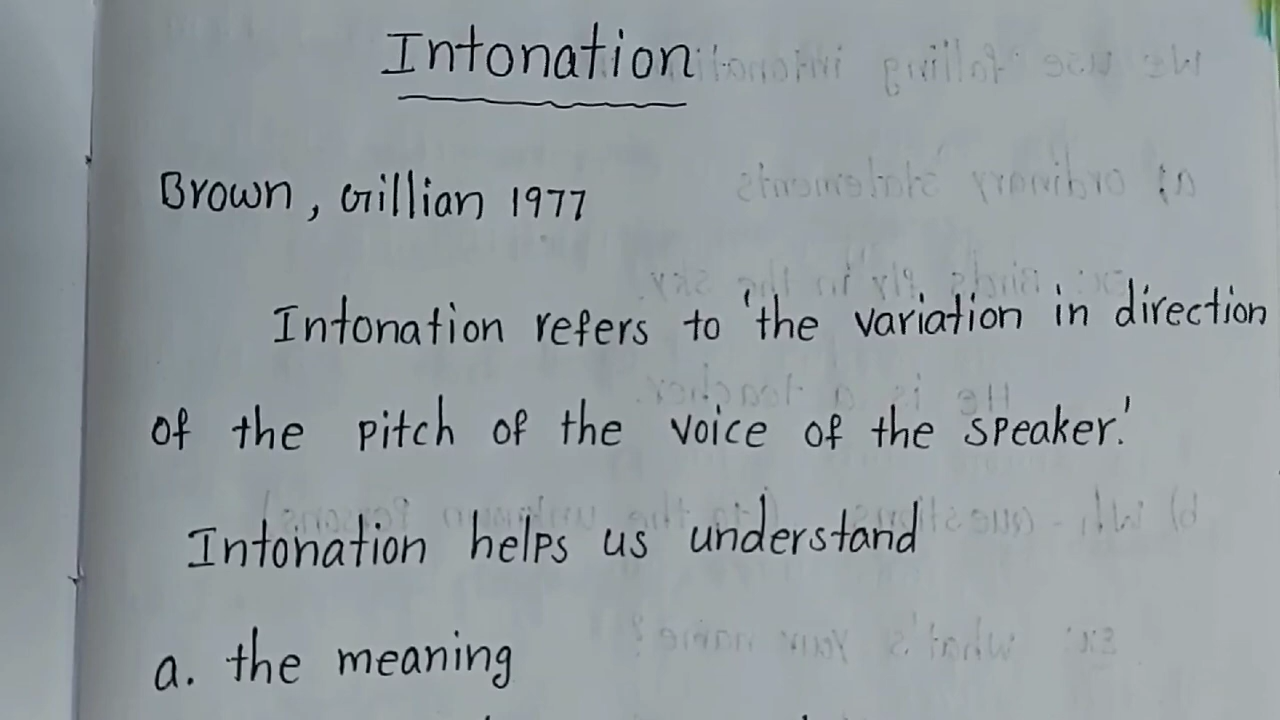 Intonation
Brown, Gillian 1977
Intonation refers to 'the variation in direction
of the pitch of the voice of the speaker.'
Intonation helps us understand
a. the meaning